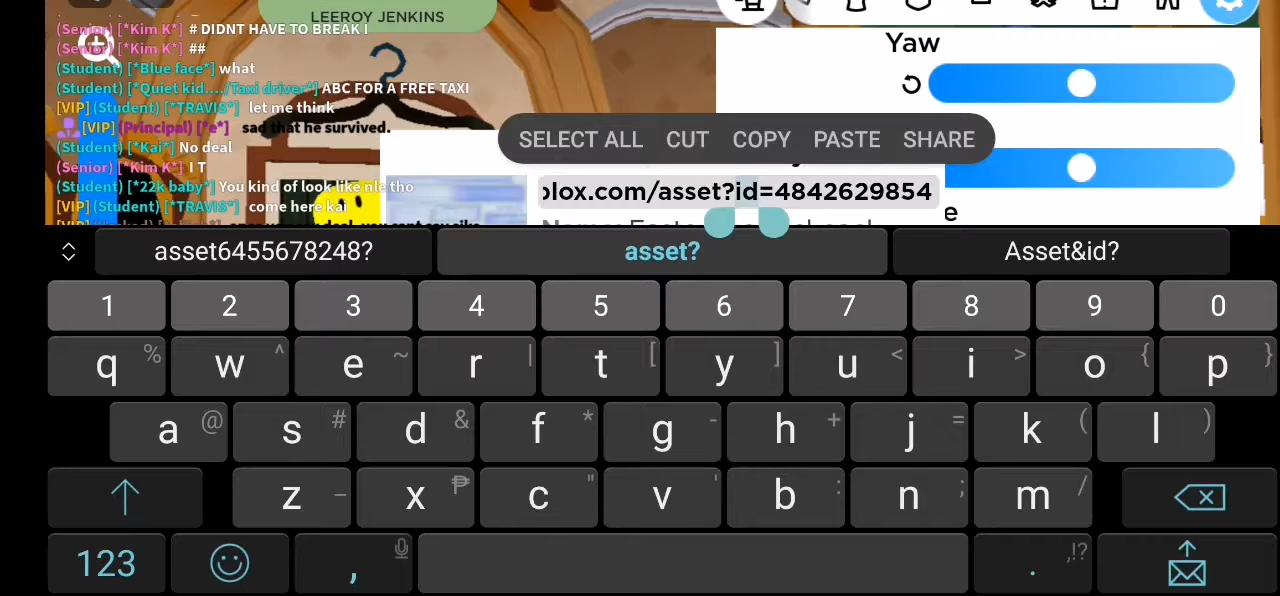 LEEROY JENKINS
(Senior) [*Kim K*] # DIDNT HAVE TO BREAK I
(Senior) [*Kim K*] ##
(Student) [*Blue face*] what
(Student) [*Quiet kid..../Taxi driver*] ABC FOR A FREE TAXI
[VIP] (Student) [*TRAVIS*] let me think
[VIP] (Principal) [*e*] sad that he survived.
(Student) [*Kai*] No deal
(Senior) [*Kim K*] I T
(Student) [*22k baby*] You kind of look like nle tho
[VIP] (Student) [*TRAVIS*] come here kai
Yaw
SELECT ALL CUT COPY PASTE SHARE
lox.com/asset?id=4842629854
e
asset6455678248? asset? Asset&id?
1 2 3 4 5 6 7 8 9 0
q % w ^ e ~ r | t [ y ] u < i > o { p }
a @ s # d & f * g - h + j = k ( l )
z _ x ₱ c " v ' b : n ; m /
123 , . ,!?